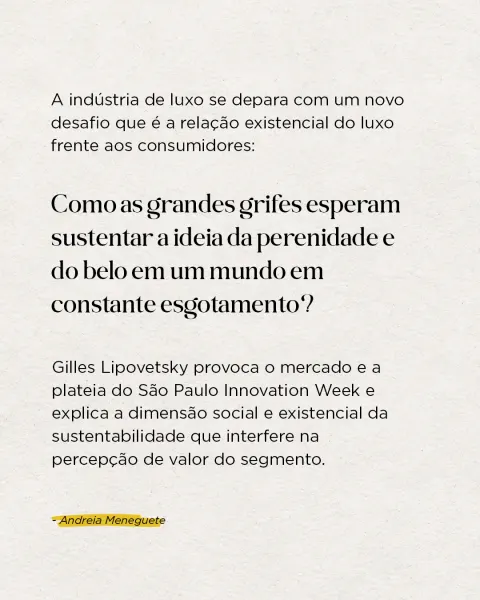 A indústria de luxo se depara com um novo
desafio que é a relação existencial do luxo
frente aos consumidores:
Como as grandes grifes esperam
sustentar a ideia da perenidade e
do belo em um mundo em
constante esgotamento?
Gilles Lipovetsky provoca o mercado e a
plateia do São Paulo Innovation Week e
explica a dimensão social e existencial da
sustentabilidade que interfere na
percepção de valor do segmento.
- Andreia Meneguete